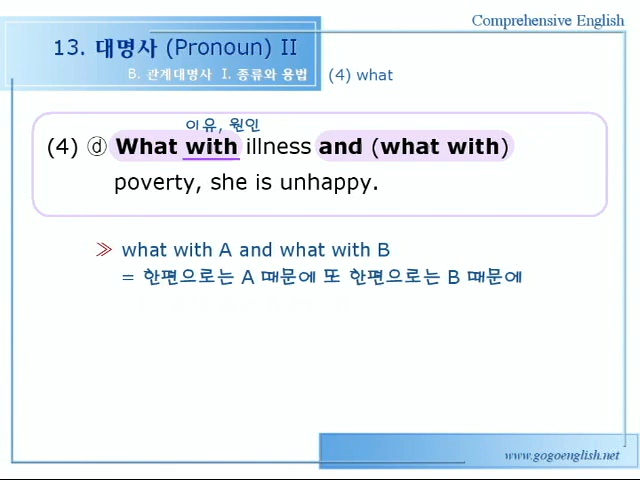 Comprehensive English
13. 대명사 (Pronoun) II
B. 관계대명사 I. 종류와 용법
(4) what
이유, 원인
(4) ⓓ What with illness and (what with)
poverty, she is unhappy.
≫ what with A and what with B
= 한편으로는 A 때문에 또 한편으로는 B 때문에
www.gogoenglish.net